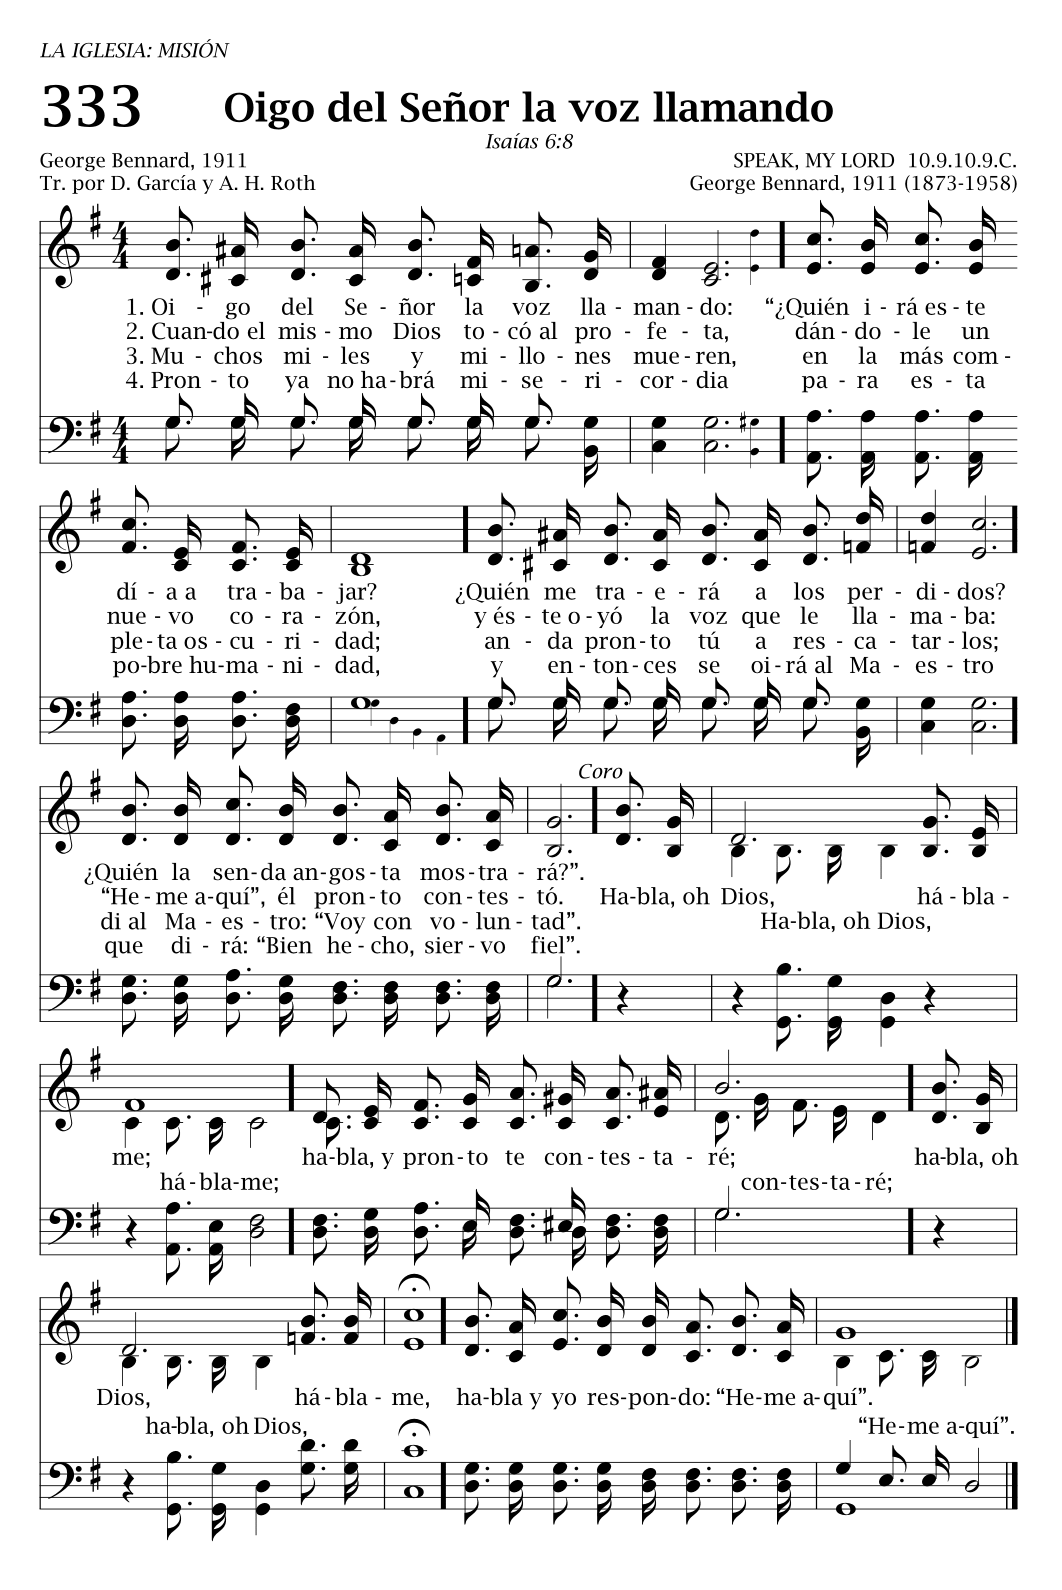 LA IGLESIA: MISIÓN
333 Oigo del Señor la voz llamando
Isaías 6:8
George Bennard, 1911 SPEAK, MY LORD 10.9.10.9.C.
Tr. por D. García y A. H. Roth George Bennard, 1911 (1873-1958)
1. Oi - go del Se - ñor la voz lla - man - do: “¿Quién i - rá es - te
2. Cuan-do el mis - mo Dios to - có al pro - fe - ta, dán - do - le un
3. Mu - chos mi - les y mi - llo - nes mue - ren, en la más com -
4. Pron - to ya no ha - brá mi - se - ri - cor - dia pa - ra es - ta
dí - a a tra - ba - jar? ¿Quién me tra - e - rá a los per - di - dos?
nue - vo co - ra - zón, y és - te o - yó la voz que le lla - ma - ba:
ple - ta os - cu - ri - dad; an - da pron - to tú a res - ca - tar - los;
po - bre hu - ma - ni - dad, y en - ton - ces se oi - rá al Ma - es - tro
Coro
¿Quién la sen - da an - gos - ta mos - tra - rá?”.
“He - me a - quí”, él pron - to con - tes - tó. Ha - bla, oh Dios, há - bla -
di al Ma - es - tro: “Voy con vo - lun - tad”. Ha - bla, oh Dios,
que di - rá: “Bien he - cho, sier - vo fiel”.
me; ha - bla, y pron - to te con - tes - ta - ré; ha - bla, oh
há - bla - me; con - tes - ta - ré;
Dios, há - bla - me, ha - bla y yo res - pon - do: “He - me a - quí”.
ha - bla, oh Dios, “He - me a - quí”.